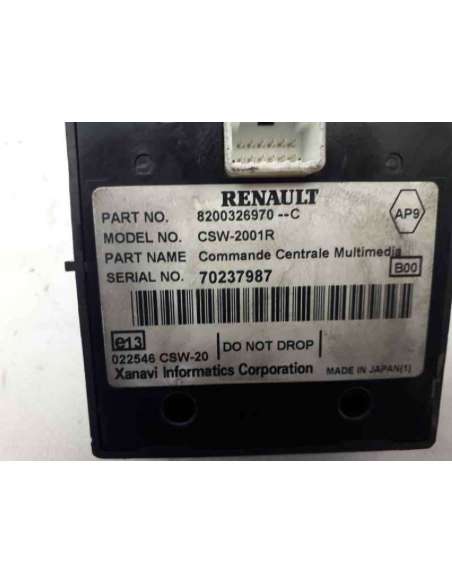 RENAULT
PART NO. 8200326970--C
AP9
MODEL NO. CSW-2001R
PART NAME Commande Centrale Multimedia
B00
SERIAL NO. 70237987
e13
DO NOT DROP
022546 CSW-20
Xanavi Informatics Corporation MADE IN JAPAN(1)